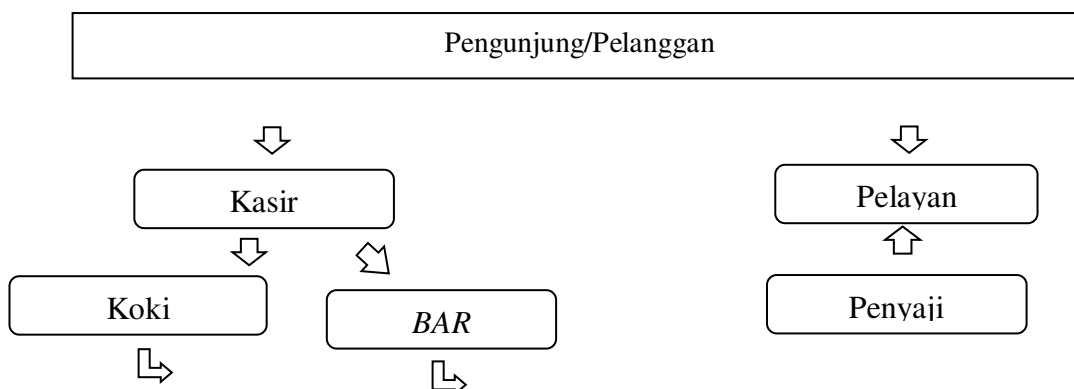 Pengunjung/Pelanggan
Kasir
Pelayan
Koki
BAR
Penyaji